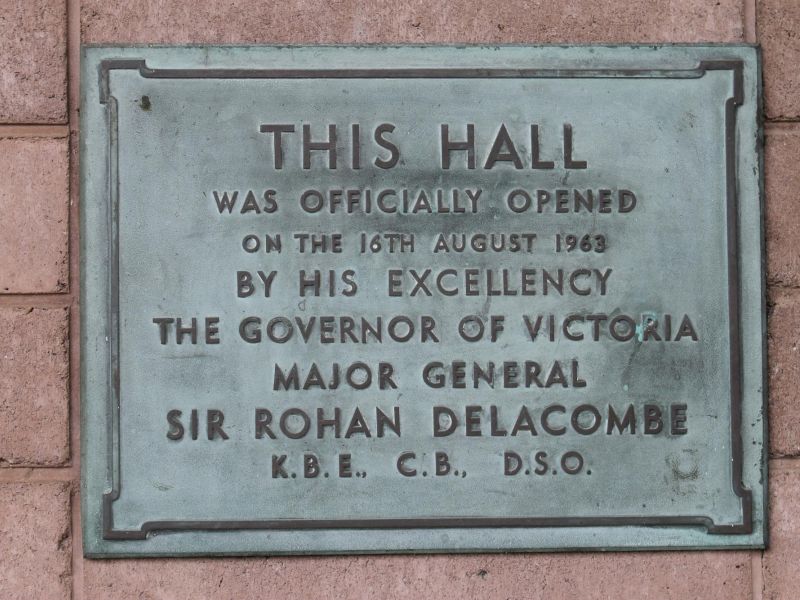 THIS HALL
WAS OFFICIALLY OPENED
ON THE 16TH AUGUST 1963
BY HIS EXCELLENCY
THE GOVERNOR OF VICTORIA
MAJOR GENERAL
SIR ROHAN DELACOMBE
K.B.E., C.B., D.S.O.